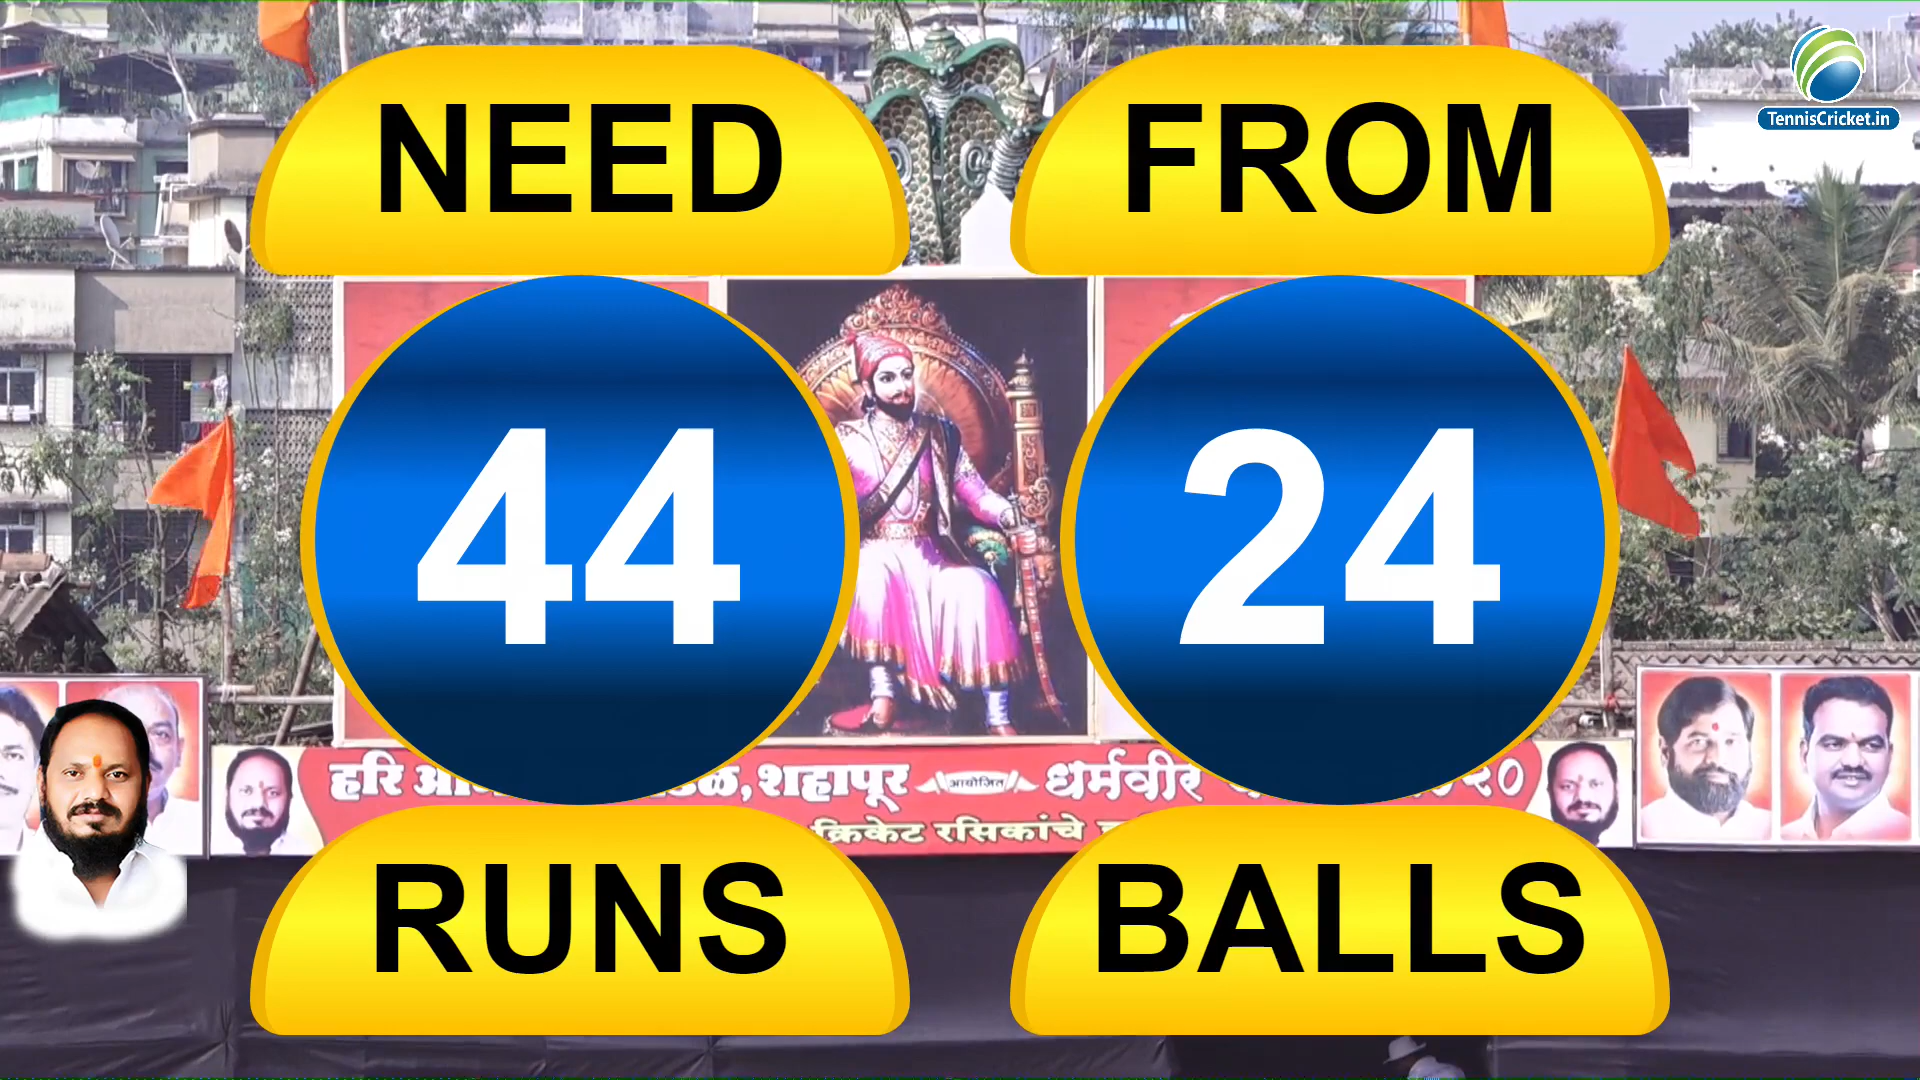 NEED
FROM
TennisCricket.in
44
24
हरि ,शहापूर आयोजित धर्मवीर
क्रिकेट रसिकांचे
RUNS
BALLS